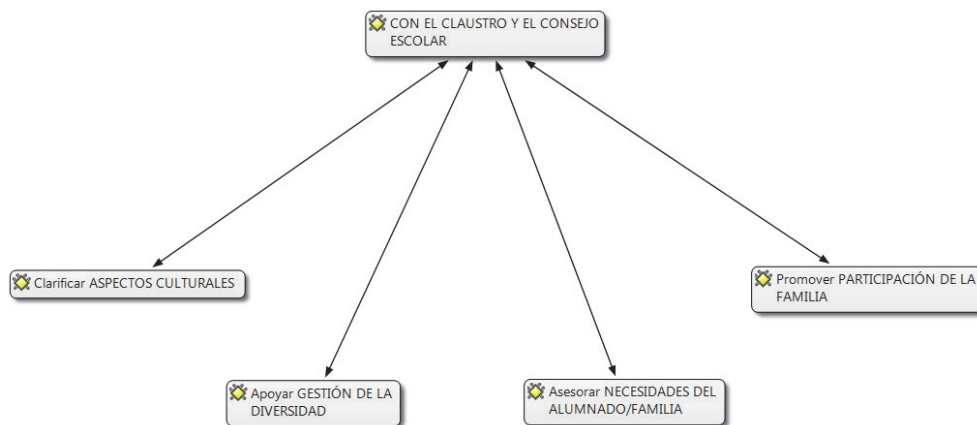 CON EL CLAUSTRO Y EL CONSEJO
ESCOLAR
Clarificar ASPECTOS CULTURALES
Promover PARTICIPACIÓN DE LA
FAMILIA
Apoyar GESTIÓN DE LA
DIVERSIDAD
Asesorar NECESIDADES DEL
ALUMNADO/FAMILIA